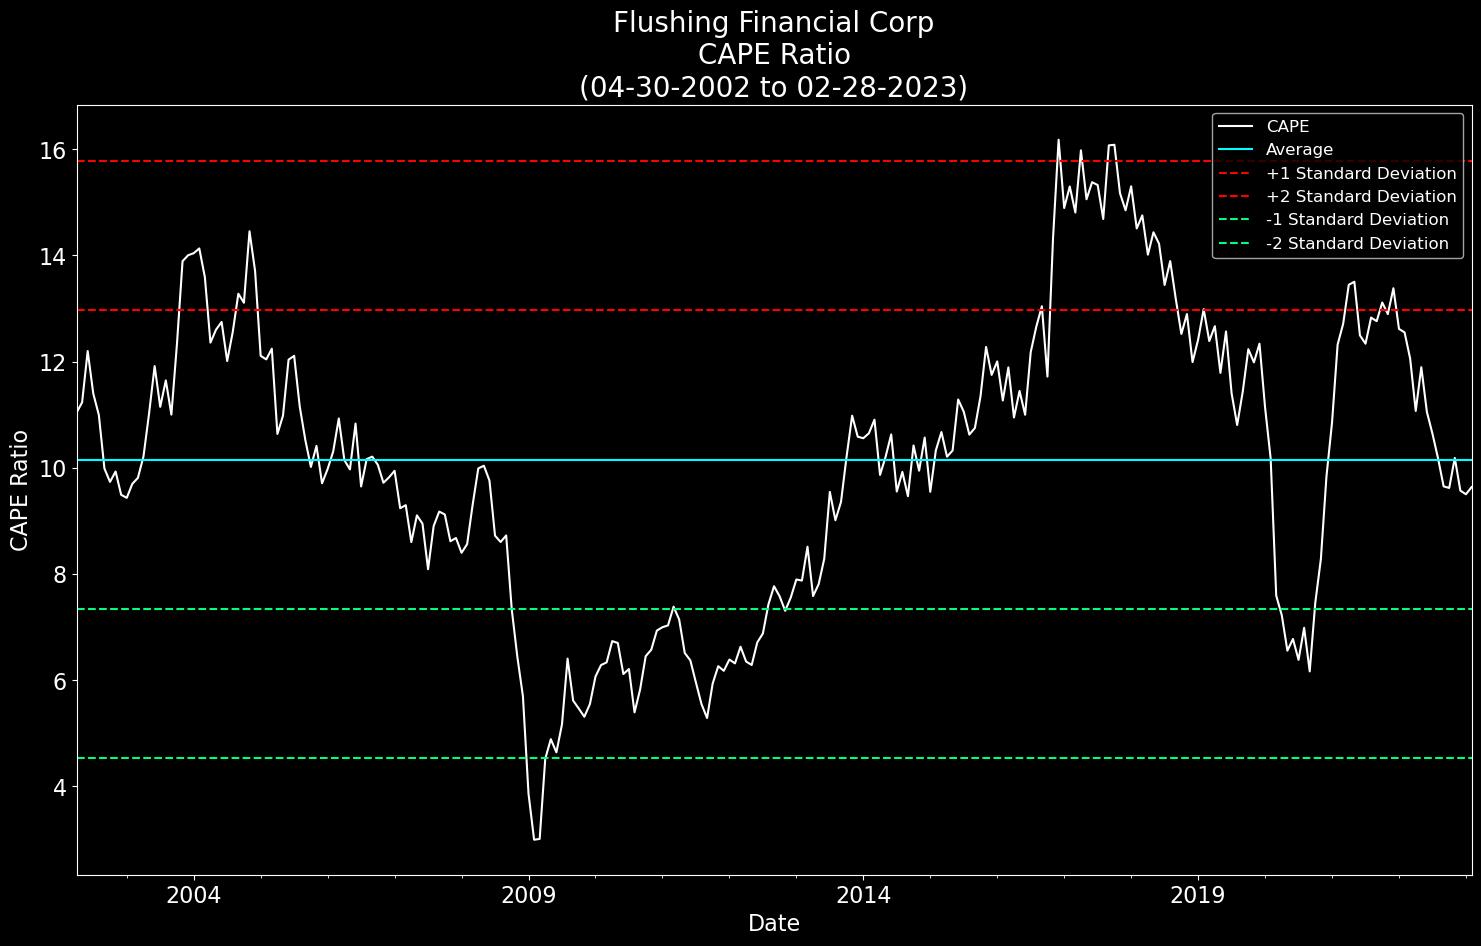 Flushing Financial Corp
CAPE Ratio
(04-30-2002 to 02-28-2023)
CAPE
Average
+1 Standard Deviation
+2 Standard Deviation
-1 Standard Deviation
-2 Standard Deviation
CAPE Ratio
16
14
12
10
8
6
4
2004
2009
2014
2019
Date